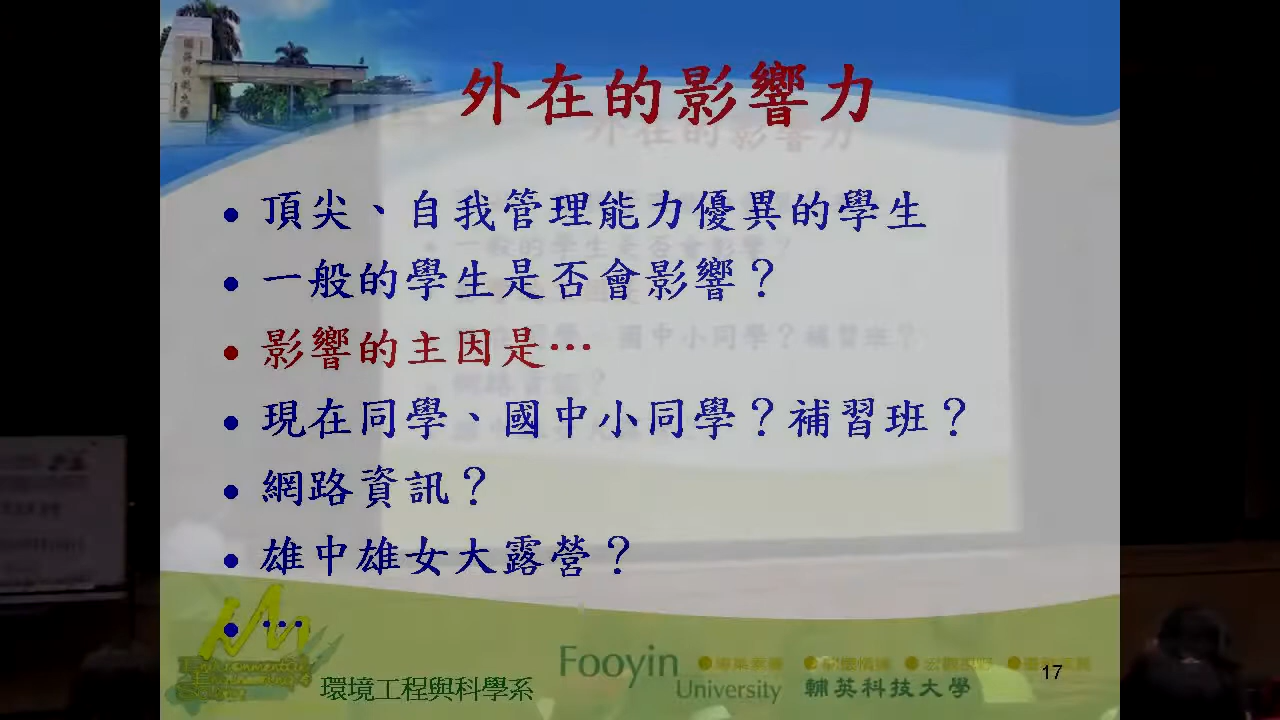 外在的影響力
• 頂尖、自我管理能力優異的學生
• 一般的學生是否會影響？
• 影響的主因是…
• 現在同學、國中小同學？補習班？
• 網路資訊？
• 雄中雄女大露營？
• …
環境工程與科學系
Fooyin University
輔英科技大學
17